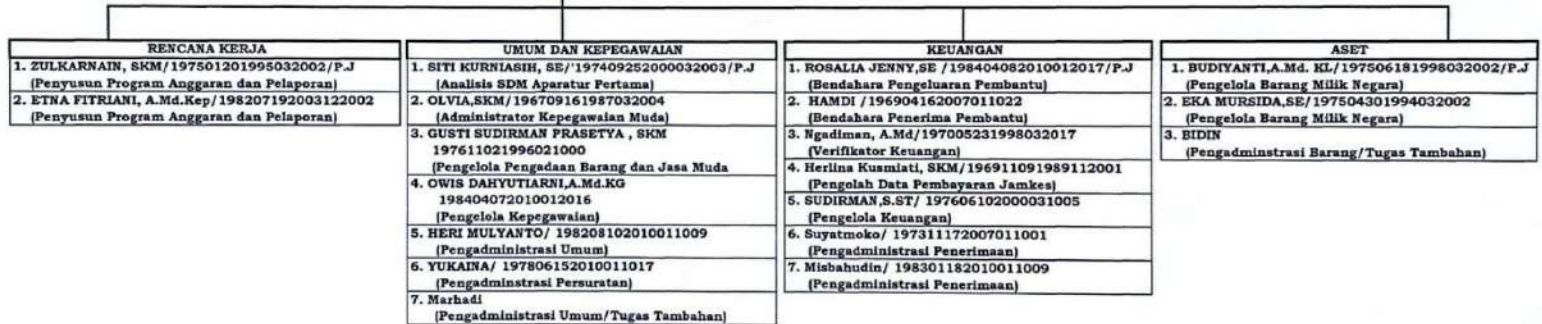 RENCANA KERJA
1. ZULKARNAIN, SKM/197501201995032002/P.J
(Penyusun Program Anggaran dan Pelaporan)
2. ETNA FITRIANI, A.Md.Kep/198207192003122002
(Penyusun Program Anggaran dan Pelaporan)
UMUM DAN KEPEGAWAIAN
1. SITI KURNIASIH, SE/'197409252000032003/P.J
(Analisis SDM Aparatur Pertama)
2. OLVIA,SKM/196709161987032004
(Administrator Kepegawaian Muda)
3. GUSTI SUDIRMAN PRASETYA , SKM
197611021996021000
(Pengelola Pengadaan Barang dan Jasa Muda
4. OWIS DAHYUTIARNI,A.Md.KG
198404072010012016
(Pengelola Kepegawaian)
5. HERI MULYANTO/ 198208102010011009
(Pengadministrasi Umum)
6. YUKAINA/ 197806152010011017
(Pengadminstrasi Persuratan)
7. Marhadi
(Pengadministrasi Umum/Tugas Tambahan)
KEUANGAN
1. ROSALIA JENNY,SE /198404082010012017/P.J
(Bendahara Pengeluaran Pembantu)
2. HAMDI /196904162007011022
(Bendahara Penerima Pembantu)
3. Ngadiman, A.Md/197005231998032017
(Verifikator Keuangan)
4. Herlina Kusmiati, SKM/196911091989112001
(Pengolah Data Pembayaran Jamkes)
5. SUDIRMAN,S.ST/ 197606102000031005
(Pengelola Keuangan)
6. Suyatmoko/ 197311172007011001
(Pengadministrasi Penerimaan)
7. Misbahudin/ 198301182010011009
(Pengadministrasi Penerimaan)
ASET
1. BUDIYANTI,A.Md. KL/197506181998032002/P.J
(Pengelola Barang Milik Negara)
2. EKA MURSIDA,SE/197504301994032002
(Pengelola Barang Milik Negara)
3. BIDIN
(Pengadminstrasi Barang/Tugas Tambahan)